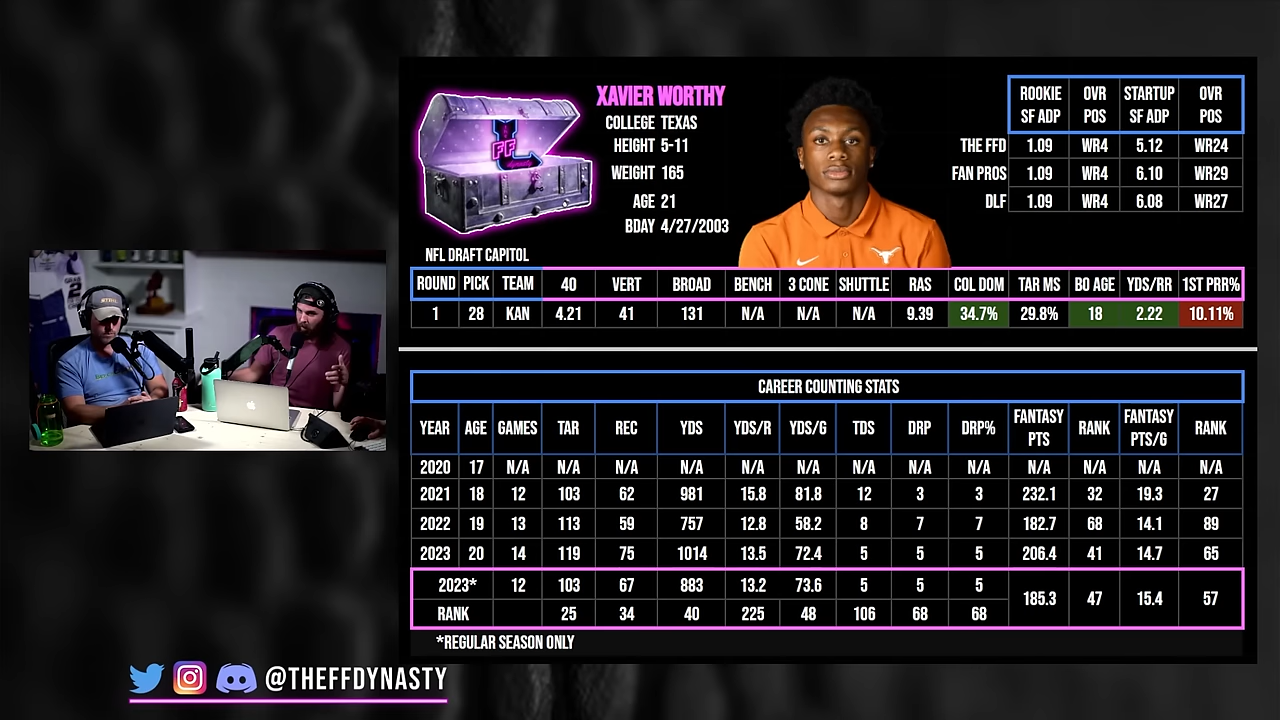 XAVIER WORTHY
COLLEGE TEXAS
HEIGHT 5-11
WEIGHT 165
AGE 21
BDAY 4/27/2003
FF
dynasty
ROOKIE SF ADP OVR POS STARTUP SF ADP OVR POS
THE FFD 1.09 WR4 5.12 WR24
FAN PROS 1.09 WR4 6.10 WR29
DLF 1.09 WR4 6.08 WR27
NFL DRAFT CAPITOL
ROUND PICK TEAM 40 VERT BROAD BENCH 3 CONE SHUTTLE RAS COL DOM TAR MS BO AGE YDS/RR 1ST PRR%
1 28 KAN 4.21 41 131 N/A N/A N/A 9.39 34.7% 29.8% 18 2.22 10.11%
CAREER COUNTING STATS
YEAR AGE GAMES TAR REC YDS YDS/R YDS/G TDS DRP DRP% FANTASY PTS RANK FANTASY PTS/G RANK
2020 17 N/A N/A N/A N/A N/A N/A N/A N/A N/A N/A N/A N/A N/A
2021 18 12 103 62 981 15.8 81.8 12 3 3 232.1 32 19.3 27
2022 19 13 113 59 757 12.8 58.2 8 7 7 182.7 68 14.1 89
2023 20 14 119 75 1014 13.5 72.4 5 5 5 206.4 41 14.7 65
2023* 12 103 67 883 13.2 73.6 5 5 5 185.3 47 15.4 57
RANK 25 34 40 225 48 106 68 68
*REGULAR SEASON ONLY
@THEFFDYNASTY